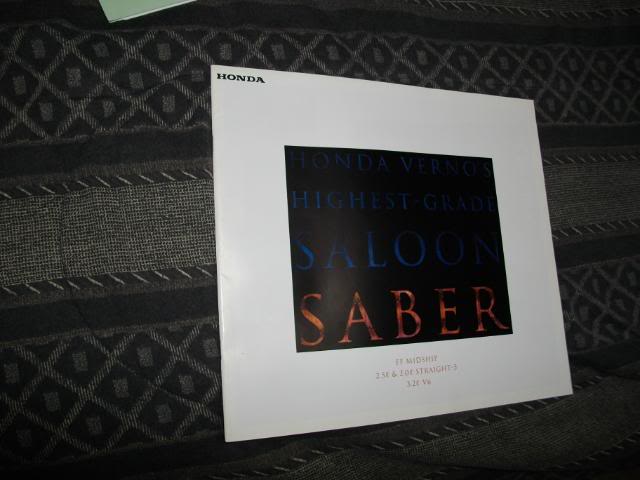 HONDA
HONDA VERNO'S
HIGHEST-GRADE
SALOON
SABER
FF MIDSHIP
2.5ℓ & 2.0ℓ STRAIGHT-5
3.2ℓ V6